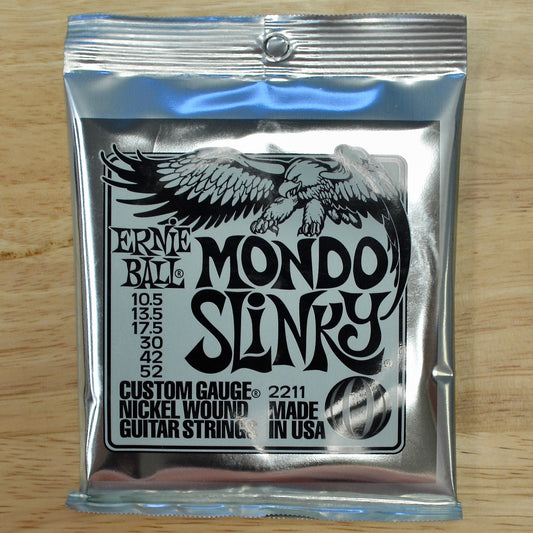 ERNIE
BALL®
MONDO
SLINKY®
10.5
13.5
17.5
30
42
52
CUSTOM GAUGE® 2211
NICKEL WOUND MADE
GUITAR STRINGS IN USA